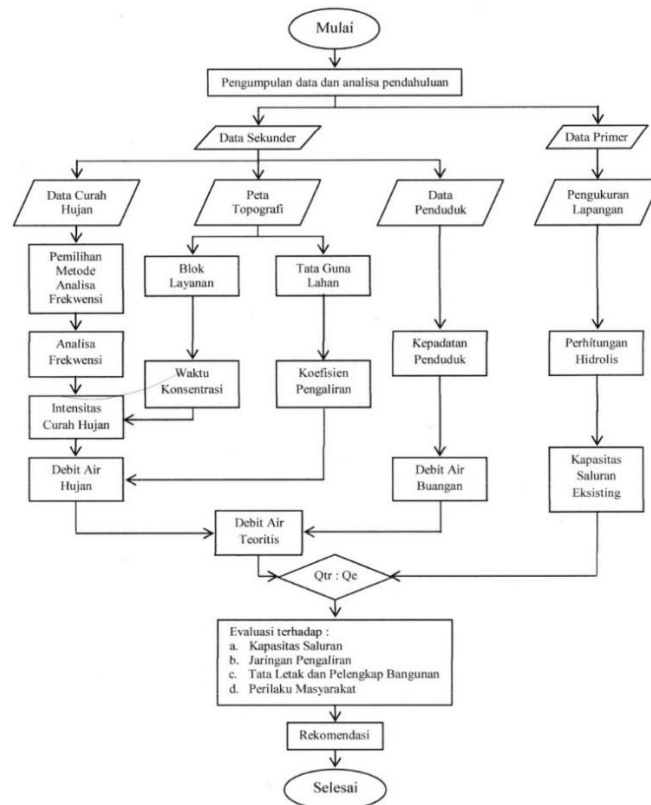 Mulai
Pengumpulan data dan analisa pendahuluan
Data Sekunder
Data Primer
Data Curah
Hujan
Peta
Topografi
Data
Penduduk
Pengukuran
Lapangan
Pemilihan
Metode
Analisa
Frekwensi
Blok
Layanan
Tata Guna
Lahan
Analisa
Frekwensi
Waktu
Konsentrasi
Koefisien
Pengaliran
Kepadatan
Penduduk
Perhitungan
Hidrolis
Intensitas
Curah Hujan
Debit Air
Hujan
Debit Air
Buangan
Kapasitas
Saluran
Eksisting
Debit Air
Teoritis
Qtr : Qe
Evaluasi terhadap :
a. Kapasitas Saluran
b. Jaringan Pengaliran
c. Tata Letak dan Pelengkap Bangunan
d. Perilaku Masyarakat
Rekomendasi
Selesai